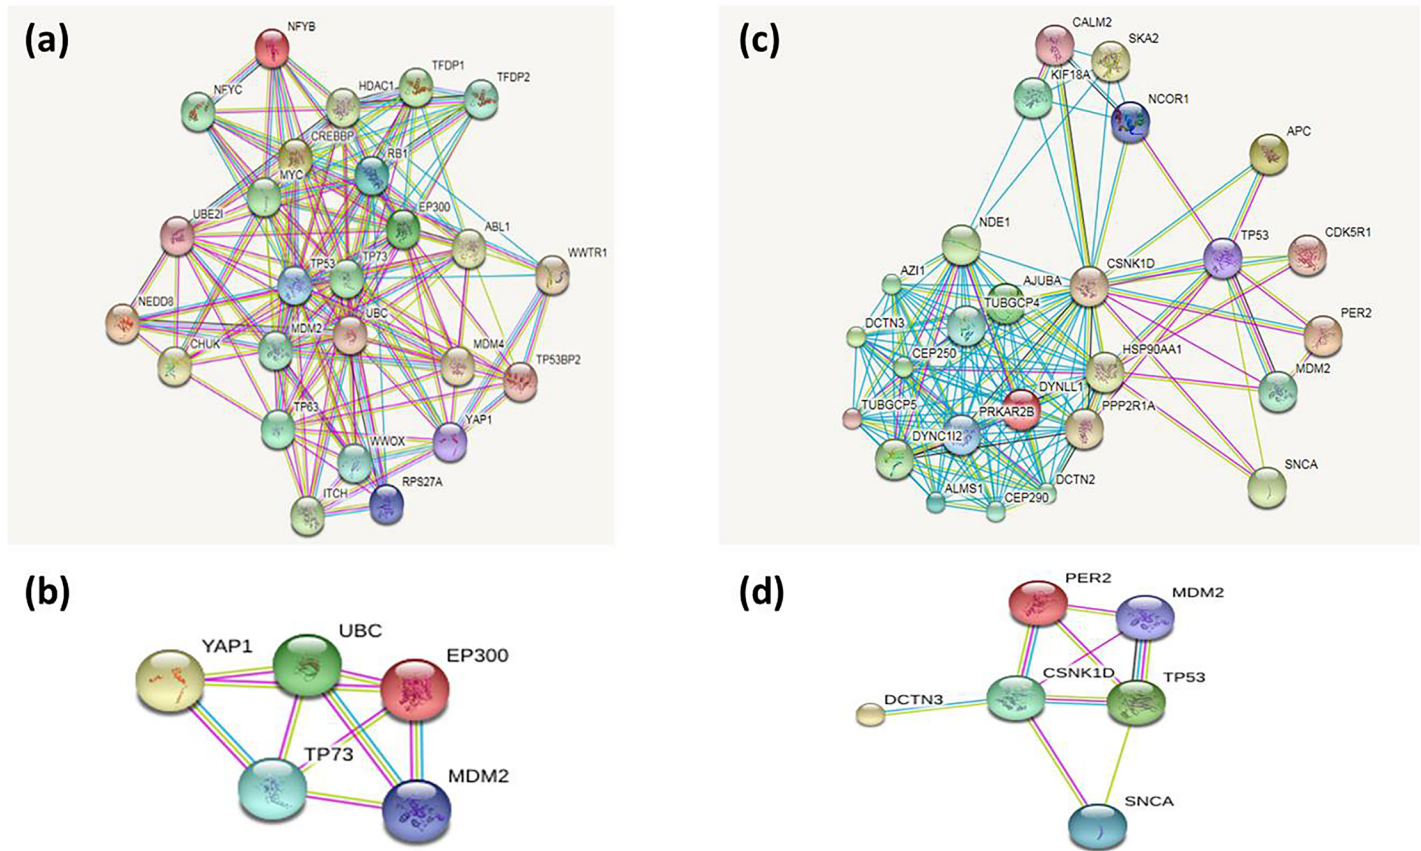 (a)
NFYB
TFDP1
TFDP2
HDAC1
NFYC
CREBBP
RB1
MYC
EP300
UBE2I
ABL1
WWTR1
TP53
TP73
NEDD8
UBC
MDM2
MDM4
CHUK
TP53BP2
TP63
YAP1
WWOX
RPS27A
ITCH
(c)
CALM2
SKA2
KIF18A
NCOR1
APC
NDE1
TP53
CDK5R1
CSNK1D
AZI1
AJUBA
TUBGCP4
PER2
DCTN3
HSP90AA1
CEP250
MDM2
DYNLL1
TUBGCP5
PRKAR2B
PPP2R1A
DYNC1I2
SNCA
DCTN2
ALMS1
CEP290
(b)
YAP1
UBC
EP300
TP73
MDM2
(d)
PER2
MDM2
CSNK1D
TP53
DCTN3
SNCA